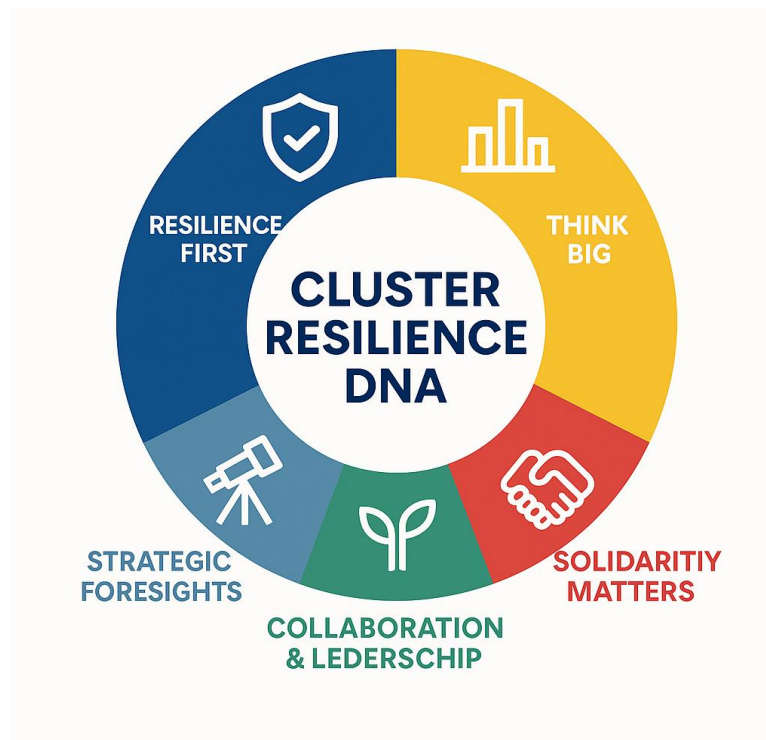 RESILIENCE
FIRST
THINK
BIG
CLUSTER
RESILIENCE
DNA
STRATEGIC
FORESIGHTS
COLLABORATION
& LEDERSCHIP
SOLIDARITIY
MATTERS